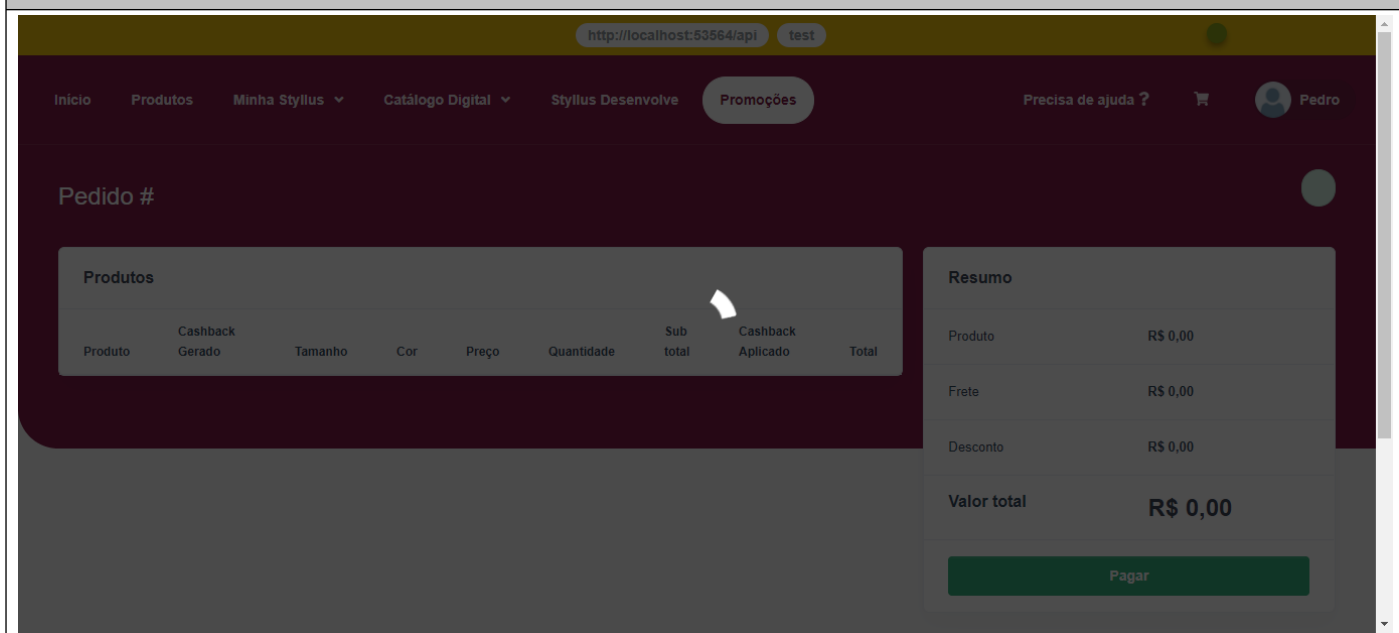 http://localhost:53564/api test
Início Produtos Minha Styllus Catálogo Digital Styllus Desenvolve Promoções Precisa de ajuda ? Pedro
Pedido #
Produtos
Produto Cashback Gerado Tamanho Cor Preço Quantidade Sub total Cashback Aplicado Total
Resumo
Produto R$ 0,00
Frete R$ 0,00
Desconto R$ 0,00
Valor total R$ 0,00
Pagar